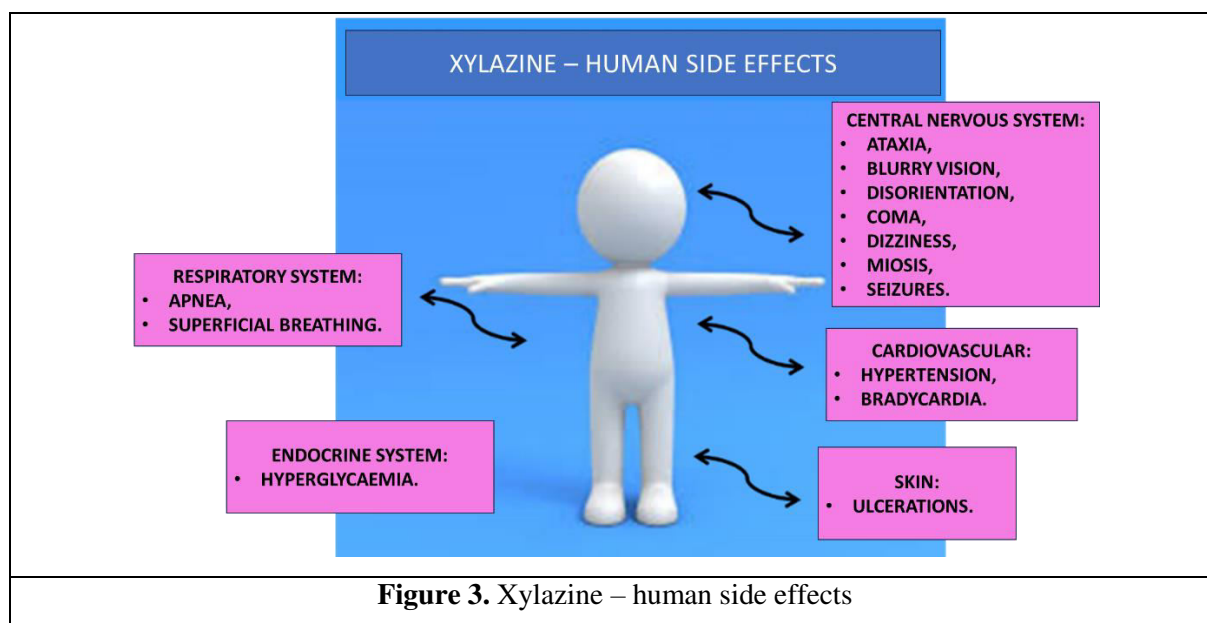 XYLAZINE – HUMAN SIDE EFFECTS
CENTRAL NERVOUS SYSTEM:
• ATAXIA,
• BLURRY VISION,
• DISORIENTATION,
• COMA,
• DIZZINESS,
• MIOSIS,
• SEIZURES.
RESPIRATORY SYSTEM:
• APNEA,
• SUPERFICIAL BREATHING.
CARDIOVASCULAR:
• HYPERTENSION,
• BRADYCARDIA.
ENDOCRINE SYSTEM:
• HYPERGLYCAEMIA.
SKIN:
• ULCERATIONS.
Figure 3. Xylazine – human side effects